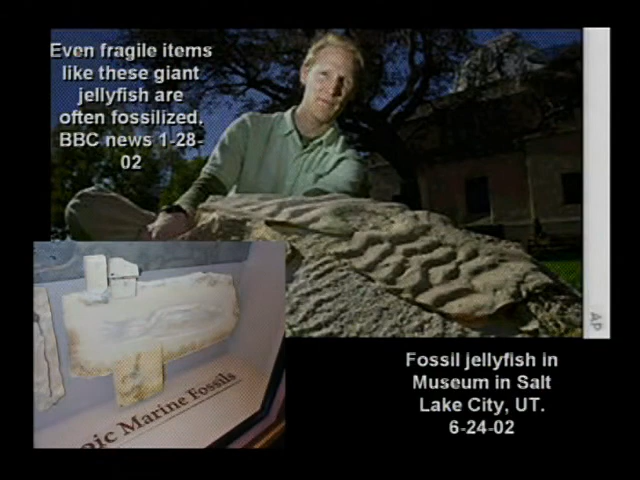 Even fragile items
like these giant
jellyfish are
often fossilized.
BBC news 1-28-
02
AP
oic Marine Fossils
Fossil jellyfish in
Museum in Salt
Lake City, UT.
6-24-02